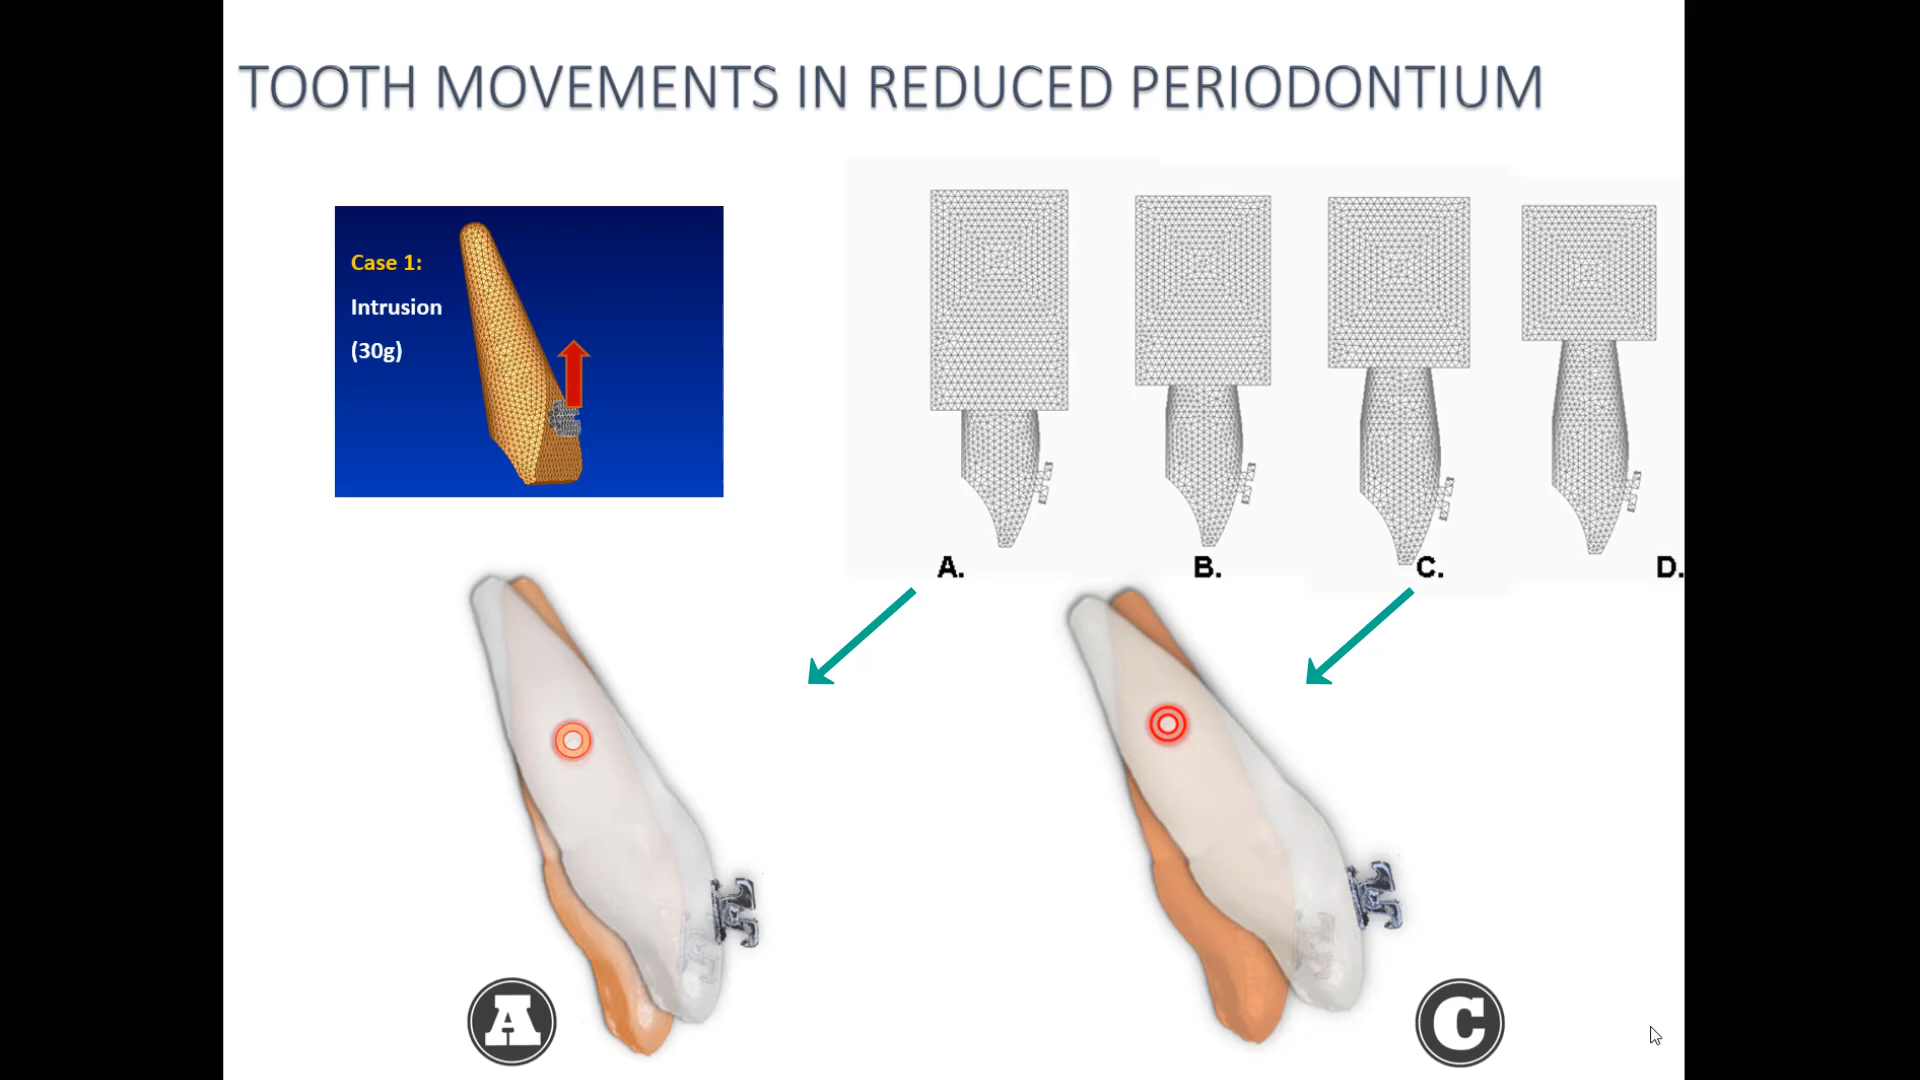 TOOTH MOVEMENTS IN REDUCED PERIODONTIUM
Case 1:
Intrusion
(30g)
A.
B.
C.
D.
A
C